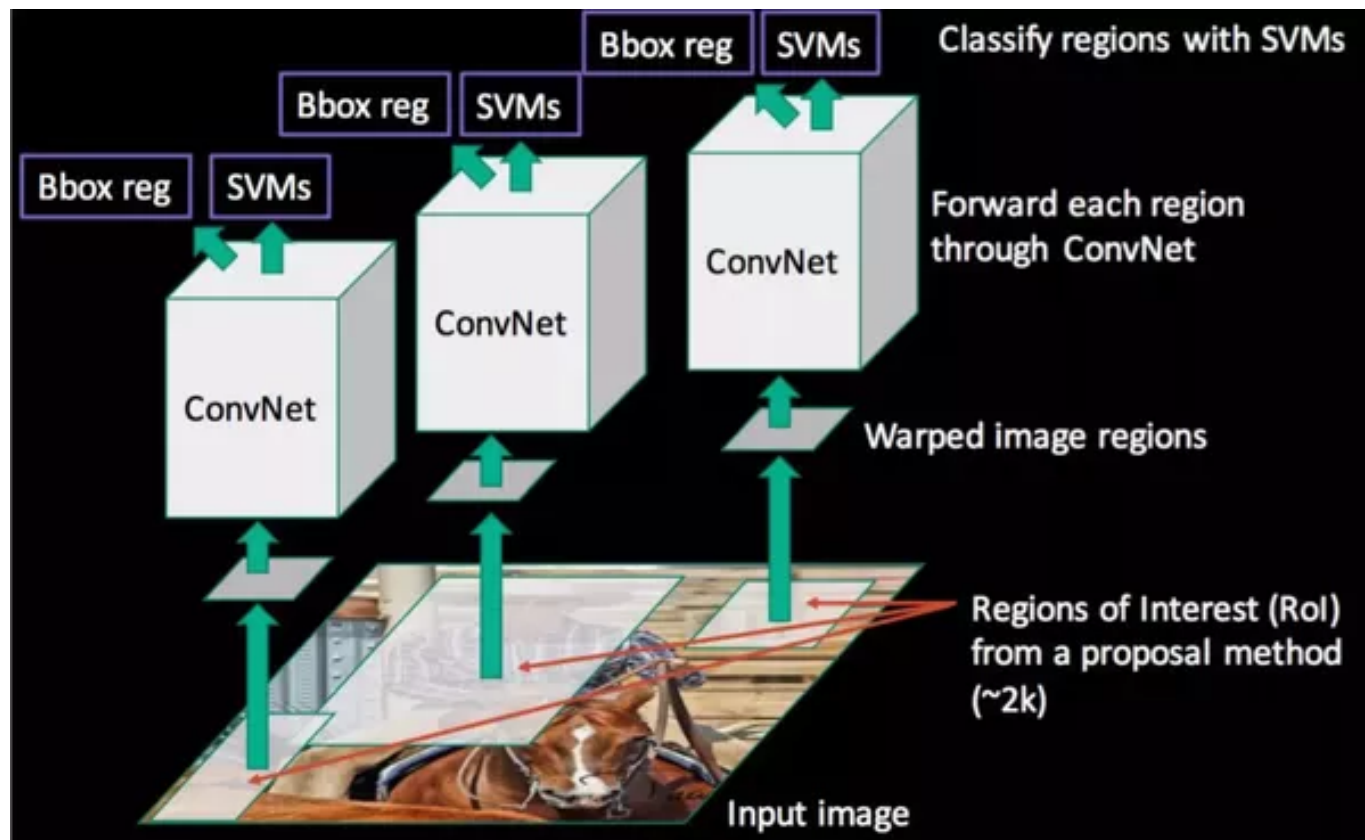 Bbox reg
SVMs
Classify regions with SVMs
Bbox reg
SVMs
Bbox reg
SVMs
Forward each region
through ConvNet
ConvNet
ConvNet
ConvNet
Warped image regions
Regions of Interest (RoI)
from a proposal method
(~2k)
Input image